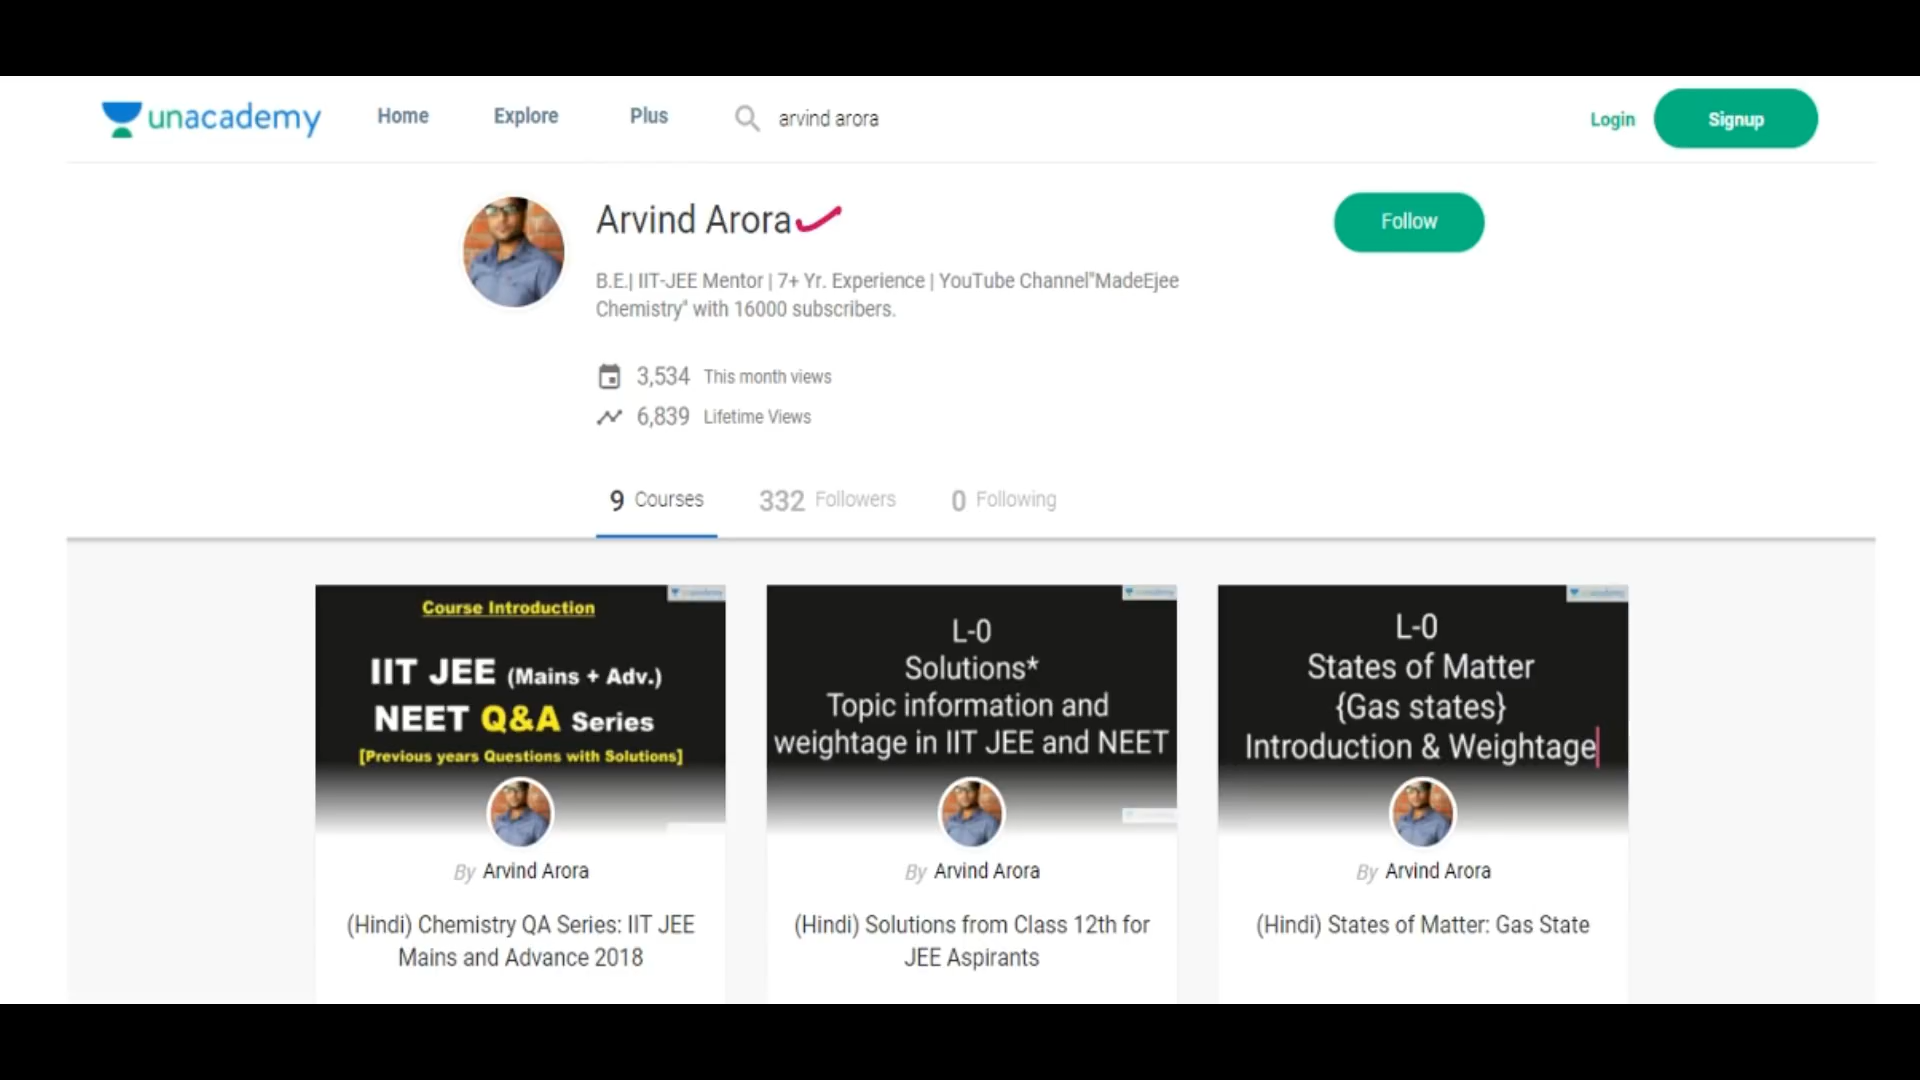 unacademy Home Explore Plus arvind arora Login Signup
Arvind Arora
Follow
B.E.| IIT-JEE Mentor | 7+ Yr. Experience | YouTube Channel"MadeEjee
Chemistry" with 16000 subscribers.
3,534 This month views
6,839 Lifetime Views
9 Courses 332 Followers 0 Following
Course Introduction
IIT JEE (Mains + Adv.)
NEET Q&A Series
[Previous years Questions with Solutions]
By Arvind Arora
(Hindi) Chemistry QA Series: IIT JEE
Mains and Advance 2018
L-0
Solutions*
Topic information and
weightage in IIT JEE and NEET
By Arvind Arora
(Hindi) Solutions from Class 12th for
JEE Aspirants
L-0
States of Matter
{Gas states}
Introduction & Weightage
By Arvind Arora
(Hindi) States of Matter: Gas State